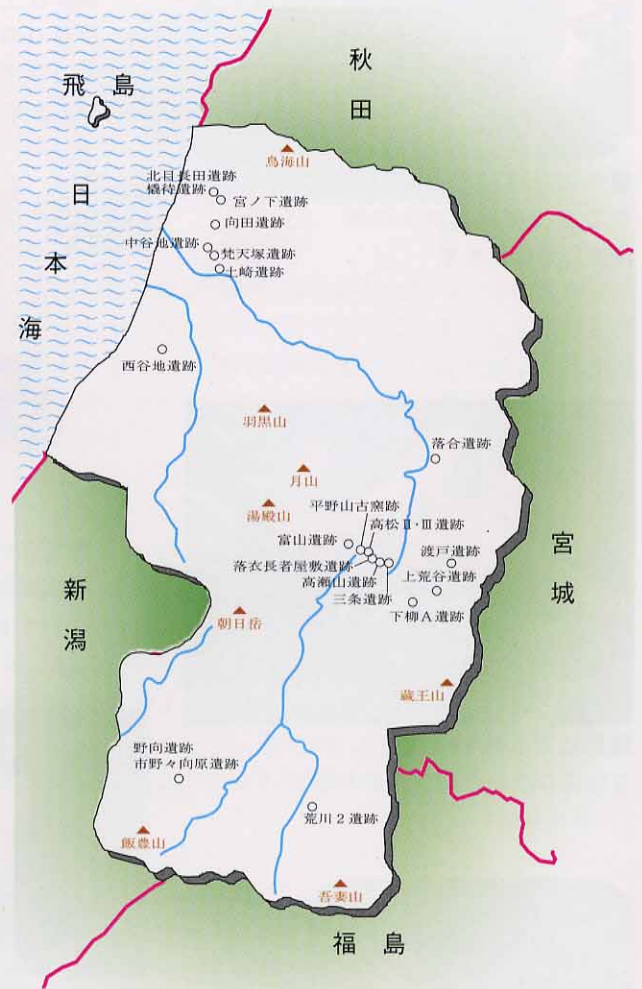 秋田
飛島
日本海
鳥海山
北目長田遺跡
橇待遺跡
宮ノ下遺跡
向田遺跡
中谷地遺跡
梵天塚遺跡
土崎遺跡
西谷地遺跡
羽黒山
落合遺跡
月山
湯殿山
平野山古窯跡
高松Ⅱ・Ⅲ遺跡
富山遺跡
渡戸遺跡
落衣長者屋敷遺跡
上荒谷遺跡
高瀬山遺跡
三条遺跡
下柳A遺跡
宮城
新潟
朝日岳
蔵王山
野向遺跡
市野々向原遺跡
荒川2遺跡
飯豊山
吾妻山
福島